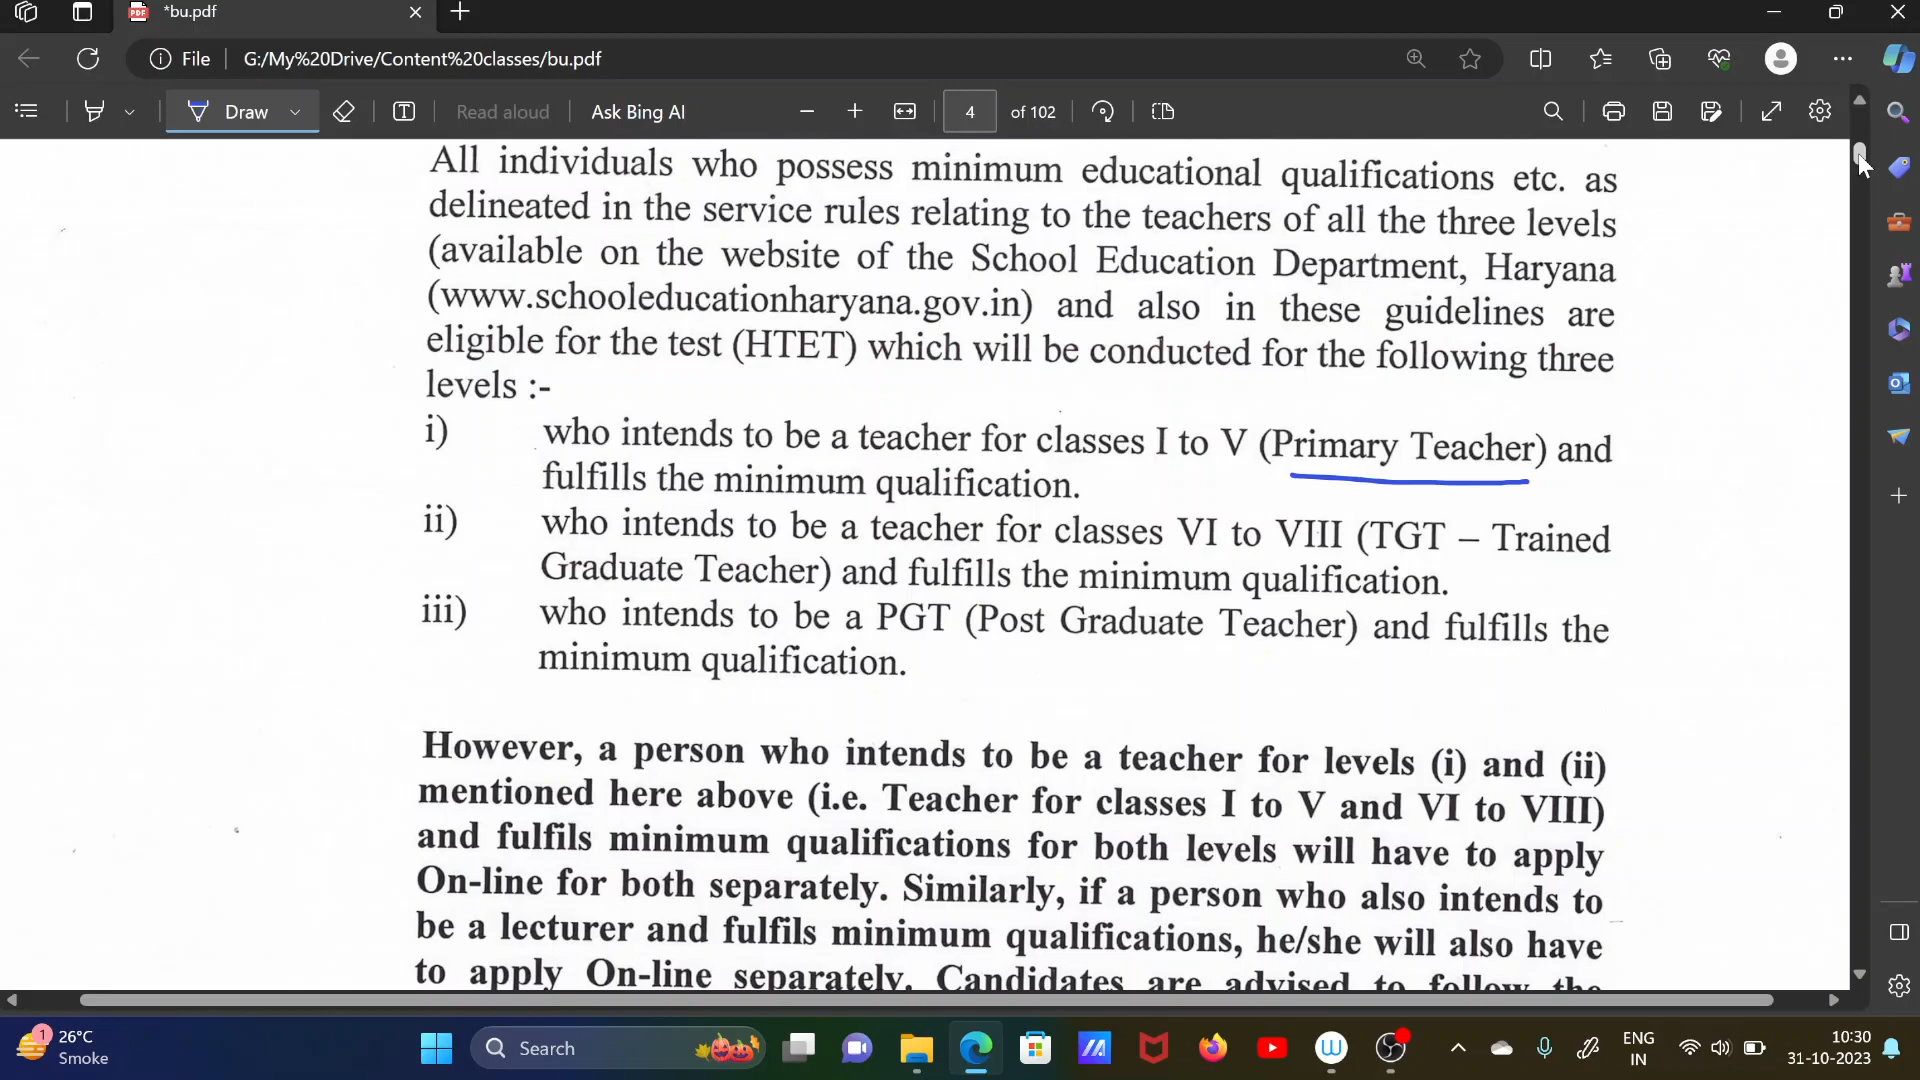 *bu.pdf
File
G:/My%20Drive/Content%20classes/bu.pdf
Draw
Read aloud
Ask Bing AI
4 of 102
All individuals who possess minimum educational qualifications etc. as
delineated in the service rules relating to the teachers of all the three levels
(available on the website of the School Education Department, Haryana
(www.schooleducationharyana.gov.in) and also in these guidelines are
eligible for the test (HTET) which will be conducted for the following three
levels :-
i) who intends to be a teacher for classes I to V (Primary Teacher) and
fulfills the minimum qualification.
ii) who intends to be a teacher for classes VI to VIII (TGT – Trained
Graduate Teacher) and fulfills the minimum qualification.
iii) who intends to be a PGT (Post Graduate Teacher) and fulfills the
minimum qualification.
However, a person who intends to be a teacher for levels (i) and (ii)
mentioned here above (i.e. Teacher for classes I to V and VI to VIII)
and fulfils minimum qualifications for both levels will have to apply
On-line for both separately. Similarly, if a person who also intends to
be a lecturer and fulfils minimum qualifications, he/she will also have
to apply On-line separately. Candidates are advised to follow the
1
26°C
Smoke
Search
ENG
IN
10:30
31-10-2023